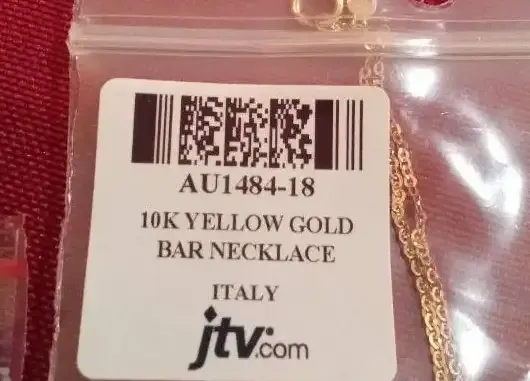 AU1484-18
10K YELLOW GOLD
BAR NECKLACE
ITALY
jtv.com